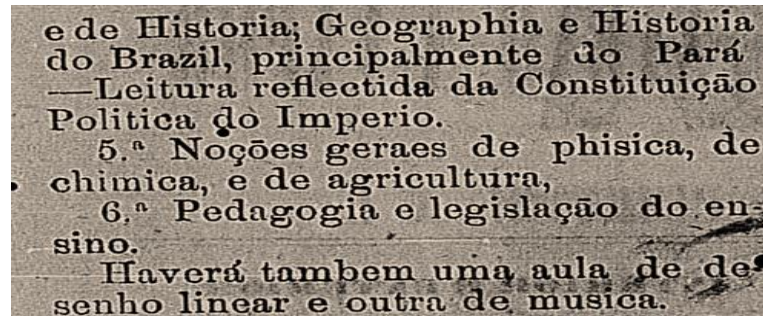 e de Historia; Geographia e Historia
do Brazil, principalmente do Pará
—Leitura reflectida da Constituição
Politica do Imperio.
5.ª Noções geraes de phisica, de
chimica, e de agricultura,
6.ª Pedagogia e legislação do en-
sino.
Haverá tambem uma aula de de-
senho linear e outra de musica.